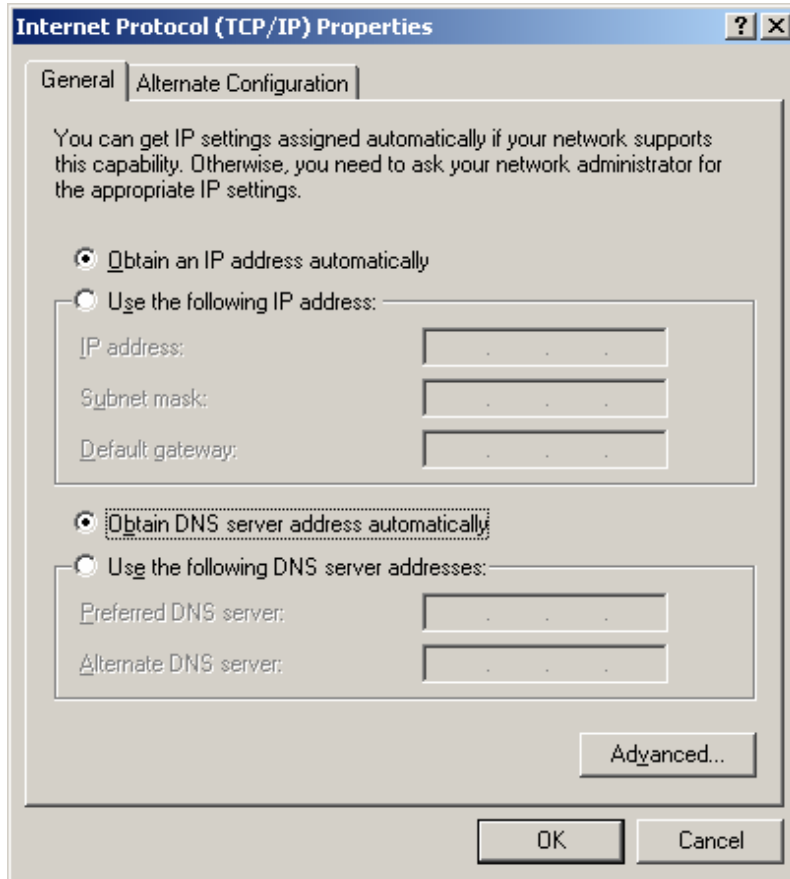 Internet Protocol (TCP/IP) Properties
General
Alternate Configuration
You can get IP settings assigned automatically if your network supports
this capability. Otherwise, you need to ask your network administrator for
the appropriate IP settings.
Obtain an IP address automatically
Use the following IP address:
IP address:
Subnet mask:
Default gateway:
Obtain DNS server address automatically
Use the following DNS server addresses:
Preferred DNS server:
Alternate DNS server:
Advanced...
OK
Cancel